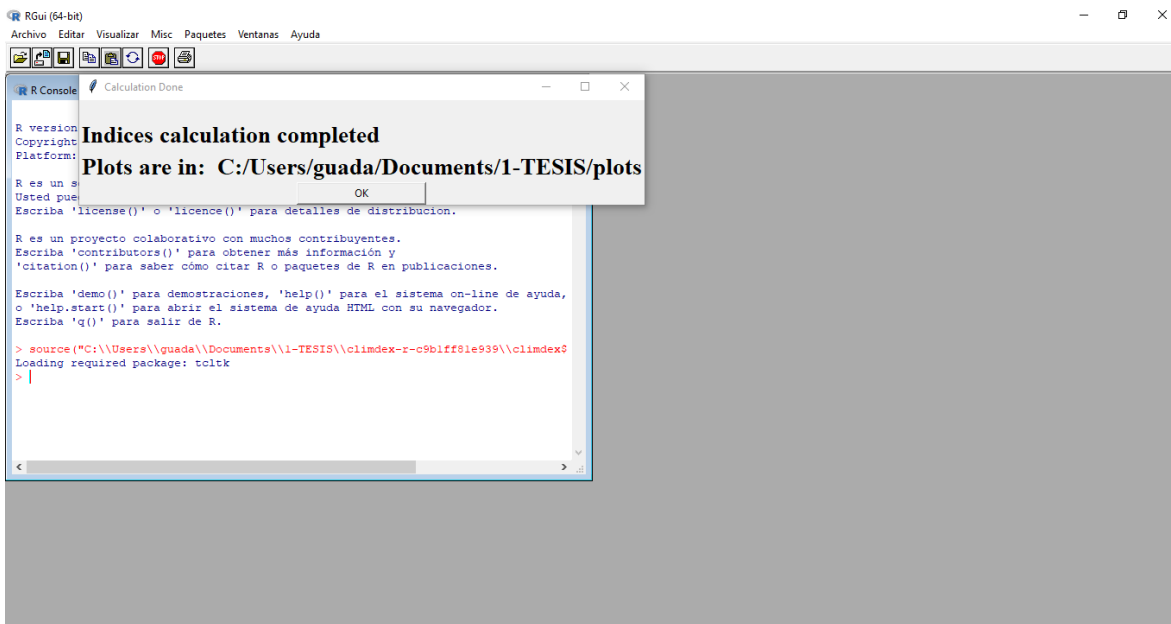 RGui (64-bit)
Archivo Editar Visualizar Misc Paquetes Ventanas Ayuda
STOP
R Console
Calculation Done
Indices calculation completed
Plots are in: C:/Users/guada/Documents/1-TESIS/plots
OK
R version
Copyright
Platform:
R es un s
Usted pue
Escriba 'license()' o 'licence()' para detalles de distribucion.
R es un proyecto colaborativo con muchos contribuyentes.
Escriba 'contributors()' para obtener más información y
'citation()' para saber cómo citar R o paquetes de R en publicaciones.
Escriba 'demo()' para demostraciones, 'help()' para el sistema on-line de ayuda,
o 'help.start()' para abrir el sistema de ayuda HTML con su navegador.
Escriba 'q()' para salir de R.
> source("C:\\Users\\guada\\Documents\\1-TESIS\\climdex-r-c9b1ff81e939\\climdex$
Loading required package: tcltk
>